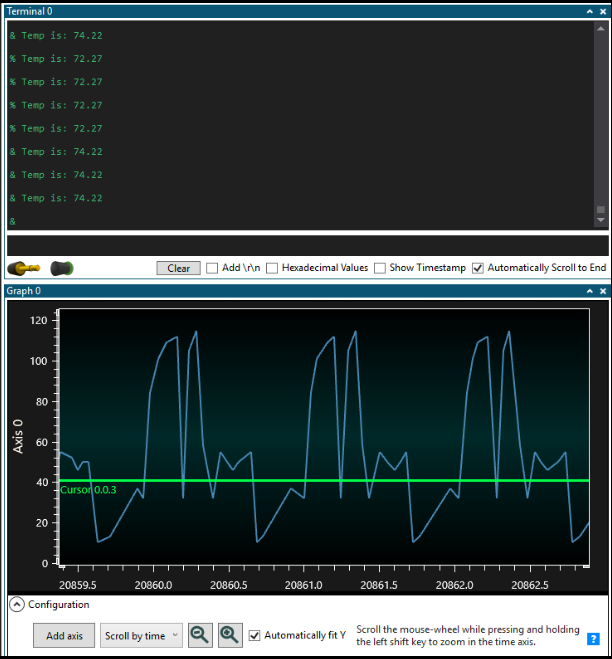 Terminal 0
& Temp is: 74.22
% Temp is: 72.27
% Temp is: 72.27
% Temp is: 72.27
% Temp is: 72.27
& Temp is: 74.22
& Temp is: 74.22
& Temp is: 74.22
&
Clear Add \r\n Hexadecimal Values Show Timestamp Automatically Scroll to End
Graph 0
120
100
80
60
40
20
0
Axis 0
Cursor 0.0.3
20859.5 20860.0 20860.5 20861.0 20861.5 20862.0 20862.5
Configuration
Add axis Scroll by time Automatically fit Y Scroll the mouse-wheel while pressing and holding
the left shift key to zoom in the time axis. ?